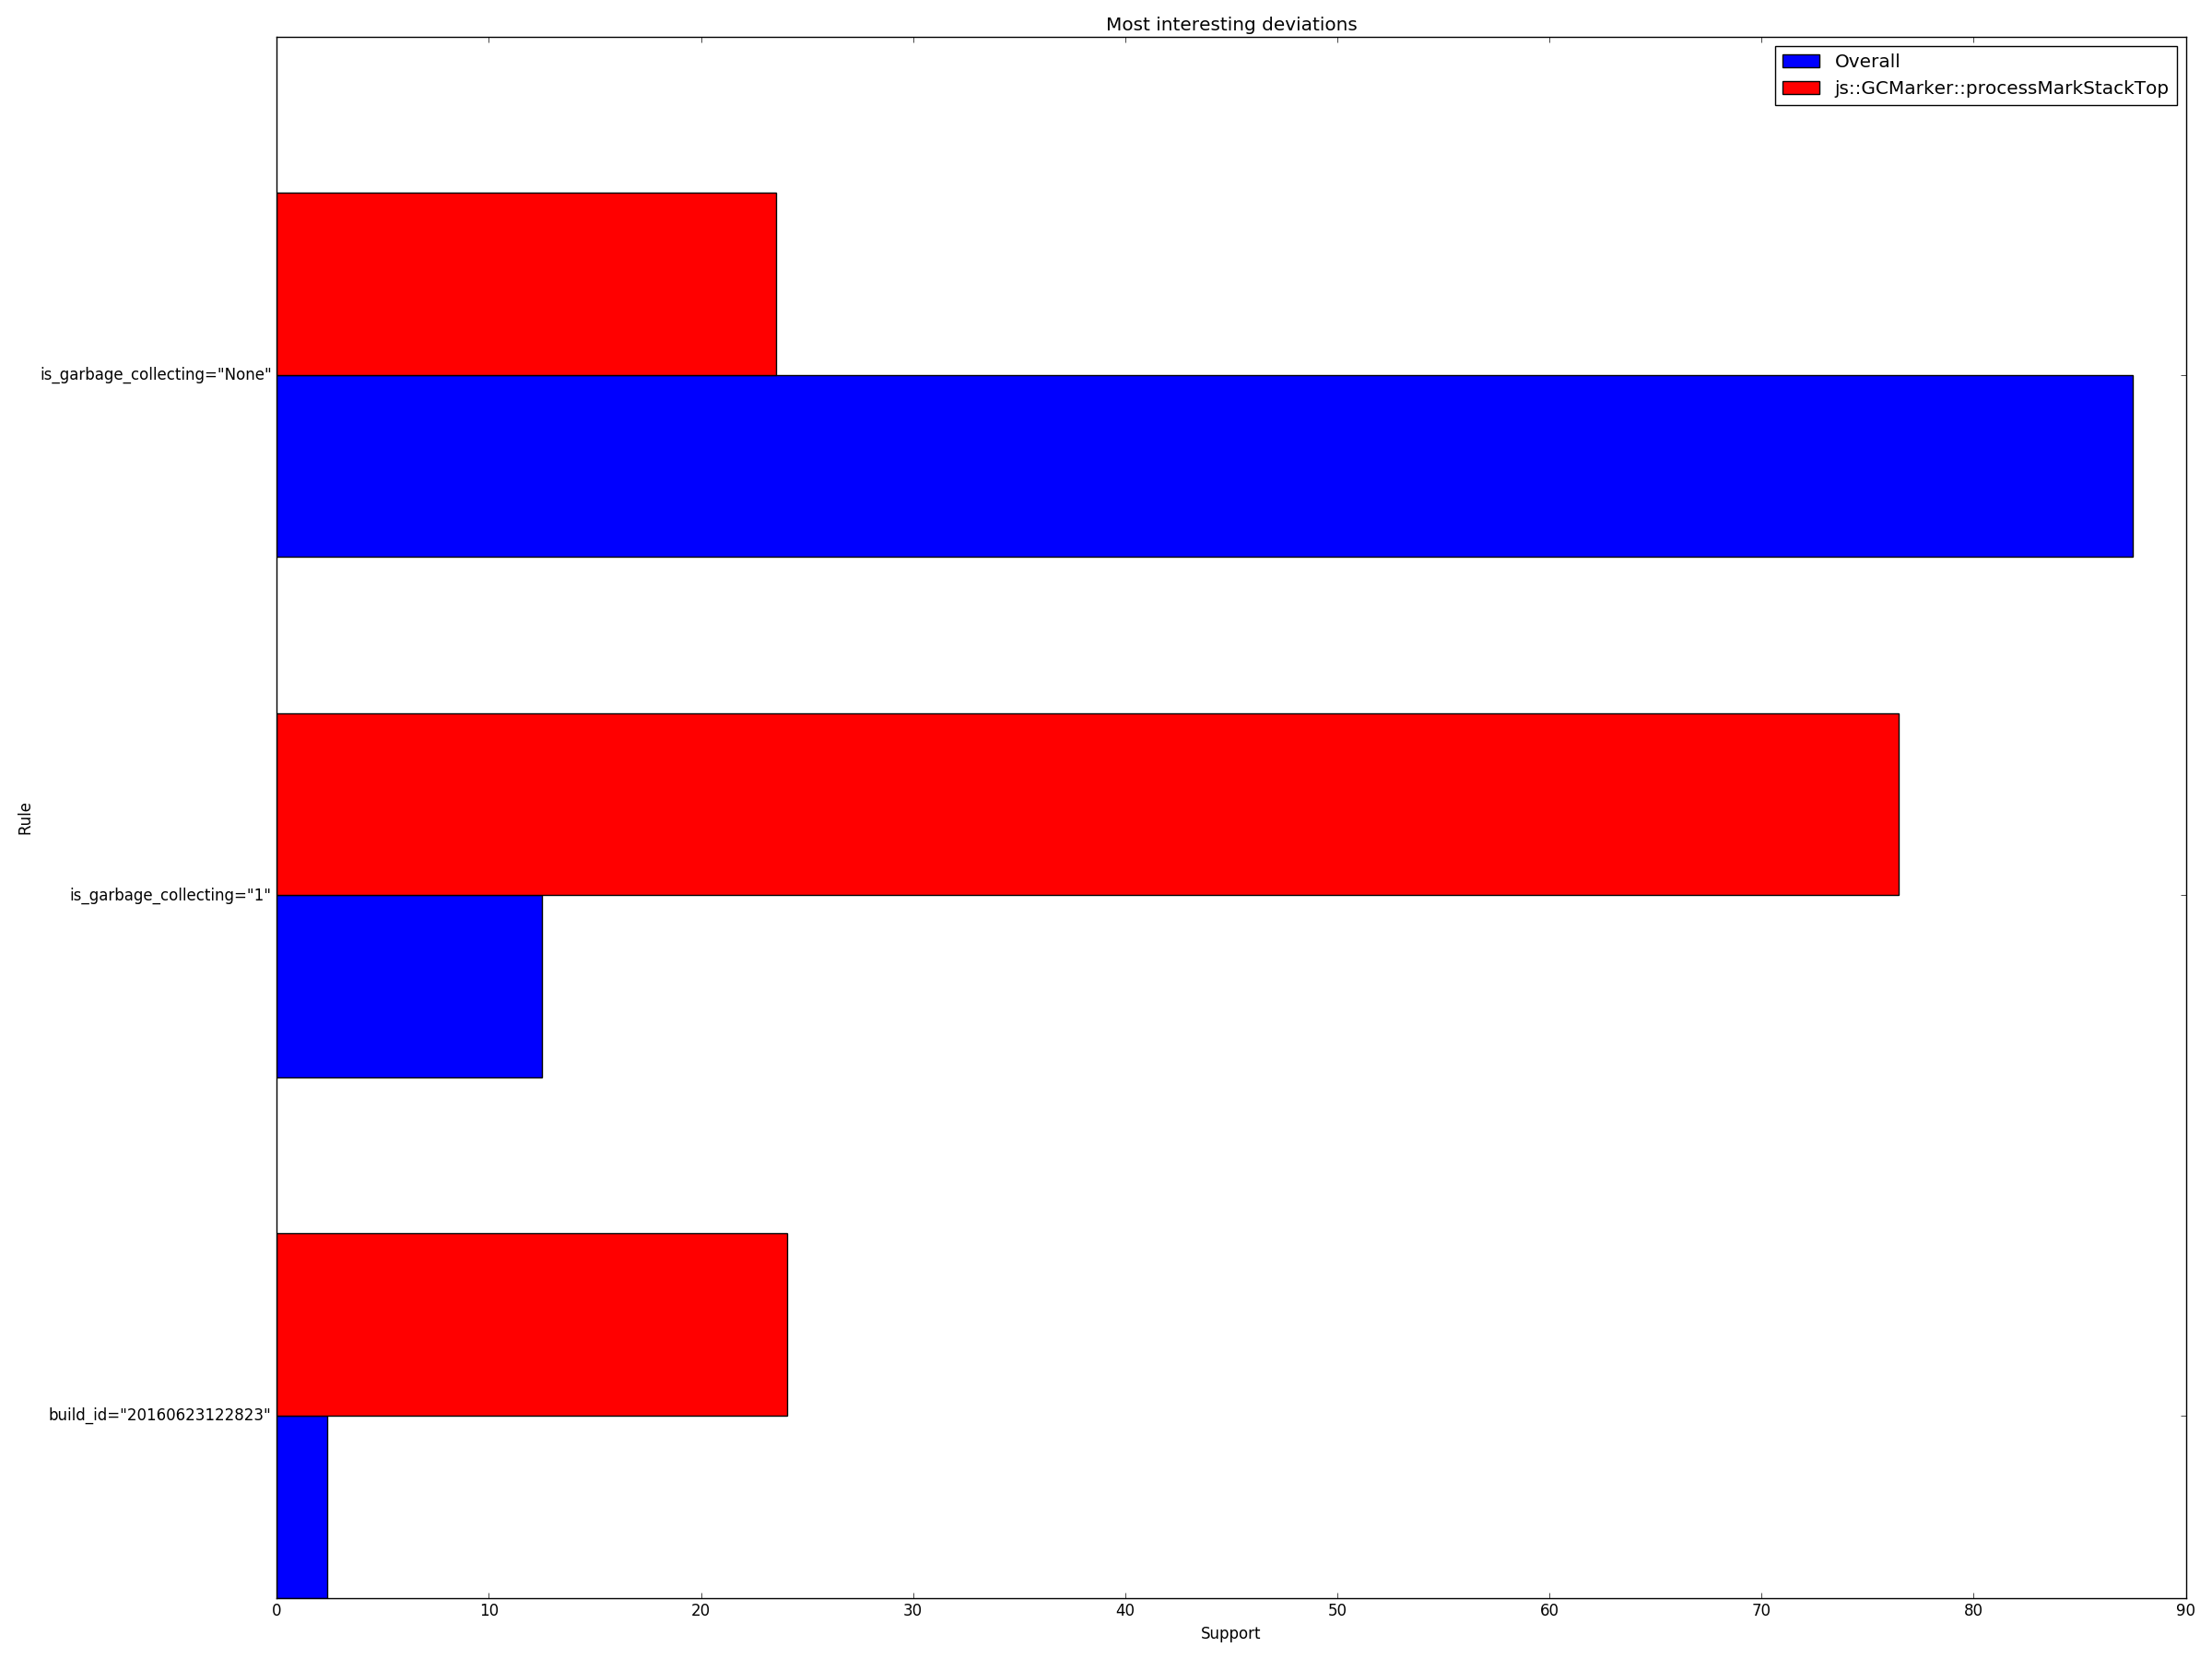 Most interesting deviations
Overall
js::GCMarker::processMarkStackTop
is_garbage_collecting="None"
Rule
is_garbage_collecting="1"
build_id="20160623122823"
0 10 20 30 40 50 60 70 80 90
Support